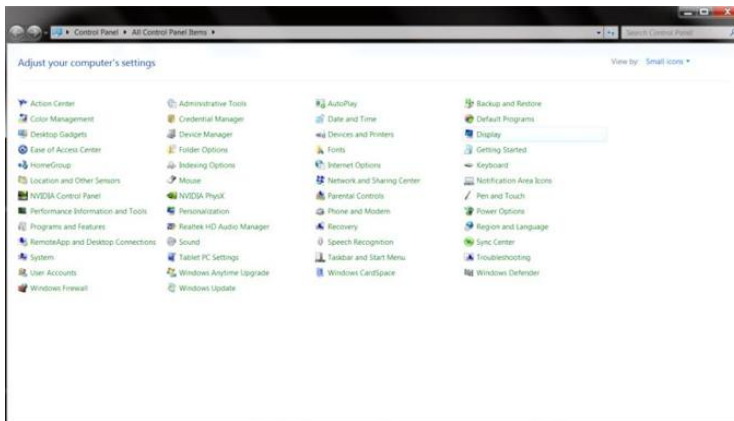 Control Panel All Control Panel Items Search Control Panel
Adjust your computer's settings View by: Small icons
Action Center Administrative Tools AutoPlay Backup and Restore
Color Management Credential Manager Date and Time Default Programs
Desktop Gadgets Device Manager Devices and Printers Display
Ease of Access Center Folder Options Fonts Getting Started
HomeGroup Indexing Options Internet Options Keyboard
Location and Other Sensors Mouse Network and Sharing Center Notification Area Icons
NVIDIA Control Panel NVIDIA PhysX Parental Controls Pen and Touch
Performance Information and Tools Personalization Phone and Modem Power Options
Programs and Features Realtek HD Audio Manager Recovery Region and Language
RemoteApp and Desktop Connections Sound Speech Recognition Sync Center
System Tablet PC Settings Taskbar and Start Menu Troubleshooting
User Accounts Windows Anytime Upgrade Windows CardSpace Windows Defender
Windows Firewall Windows Update